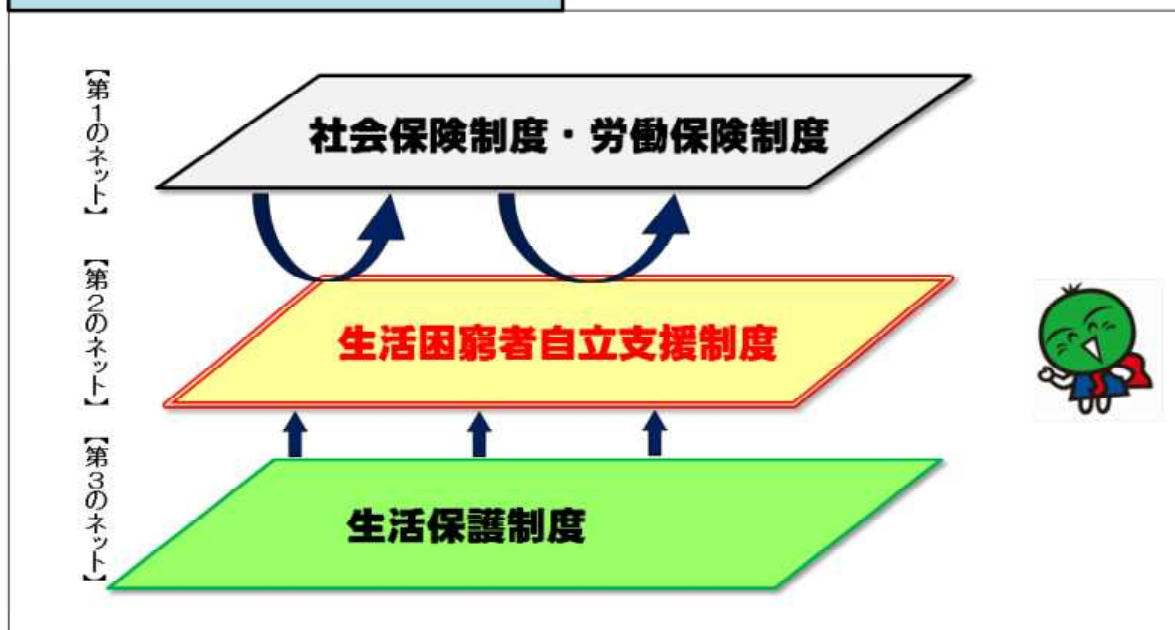 【第1のネット】
社会保険制度・労働保険制度
【第2のネット】
生活困窮者自立支援制度
【第3のネット】
生活保護制度